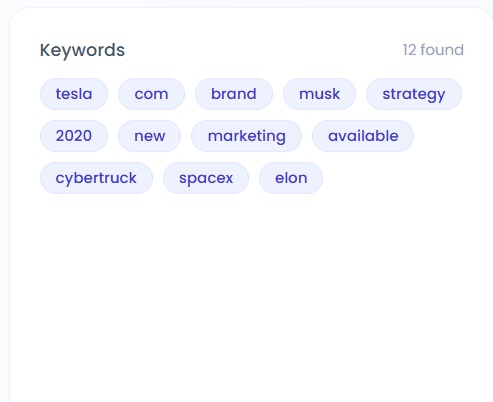 Keywords 12 found
tesla com brand musk strategy
2020 new marketing available
cybertruck spacex elon